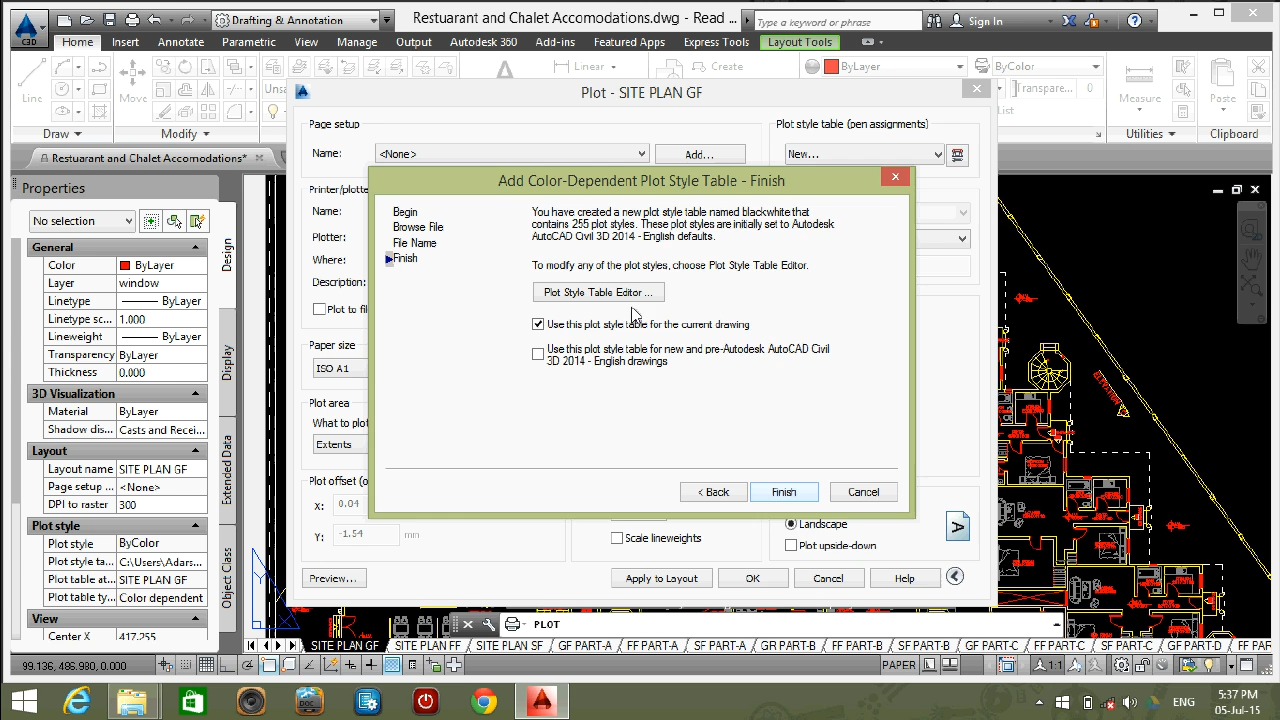 Drafting & Annotation
Restuarant and Chalet Accomodations.dwg - Read ...
Type a keyword or phrase
Sign In
C3D
Home
Insert
Annotate
Parametric
View
Manage
Output
Autodesk 360
Add-ins
Featured Apps
Express Tools
Layout Tools
Line
Move
Linear
Create
ByLayer
ByColor
Transpare...
0
Measure
Paste
Draw
Modify
Utilities
Clipboard
Restuarant and Chalet Accomodations*
Plot - SITE PLAN GF
Page setup
Name:
<None>
Add...
Plot style table (pen assignments)
New...
Printer/plotte
Name:
Plotter:
Where:
Description:
Plot to fil
Paper size
ISO A1
Plot area
What to plot
Extents
Plot offset (o
X:
0.04
Y:
-1.54
mm
Scale lineweights
Landscape
Plot upside-down
A
Preview...
Apply to Layout
OK
Cancel
Help
Add Color-Dependent Plot Style Table - Finish
Begin
Browse File
File Name
Finish
You have created a new plot style table named blackwhite that
contains 255 plot styles. These plot styles are initially set to Autodesk
AutoCAD Civil 3D 2014 - English defaults.
To modify any of the plot styles, choose Plot Style Table Editor.
Plot Style Table Editor ...
Use this plot style table for the current drawing
Use this plot style table for new and pre-Autodesk AutoCAD Civil
3D 2014 - English drawings
< Back
Finish
Cancel
Properties
No selection
General
Color ByLayer
Layer window
Linetype ByLayer
Linetype sc... 1.000
Lineweight ByLayer
Transparency ByLayer
Thickness 0.000
3D Visualization
Material ByLayer
Shadow dis... Casts and Recei...
Layout
Layout name SITE PLAN GF
Page setup ... <None>
DPI to raster 300
Plot style
Plot style ByColor
Plot style ta... C:\Users\Adars...
Plot table at... SITE PLAN GF
Plot table ty... Color dependent
View
Center X 417.255
Design
Display
Extended Data
Object Class
PLOT
SITE PLAN GF
SITE PLAN FF
SITE PLAN SF
GF PART-A
FF PART-A
SF PART-A
GR PART-B
FF PART-B
SF PART-B
GF PART-C
FF PART-C
SF PART-C
GF PART-D
FF PAR
99.136, 486.980, 0.000
PAPER
1:1
ENG
5:37 PM
05-Jul-15